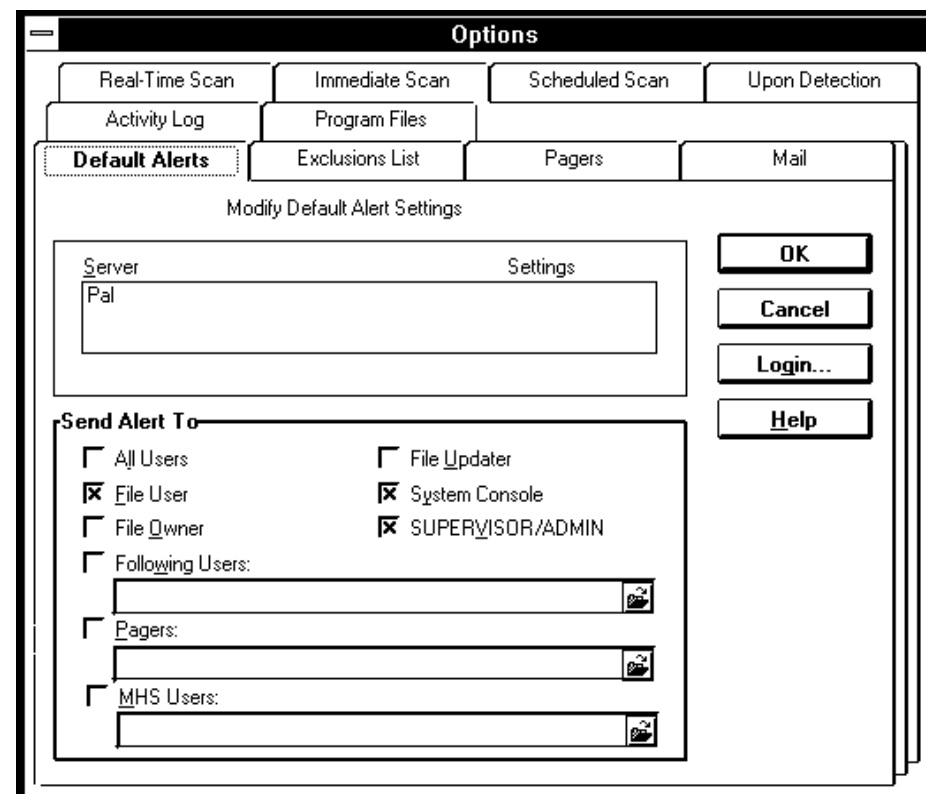 Options
Real-Time Scan Immediate Scan Scheduled Scan Upon Detection
Activity Log Program Files
Default Alerts Exclusions List Pagers Mail
Modify Default Alert Settings
Server Settings
Pal
OK
Cancel
Login...
Help
Send Alert To
All Users File Updater
File User System Console
File Owner SUPERVISOR/ADMIN
Following Users:
Pagers:
MHS Users: